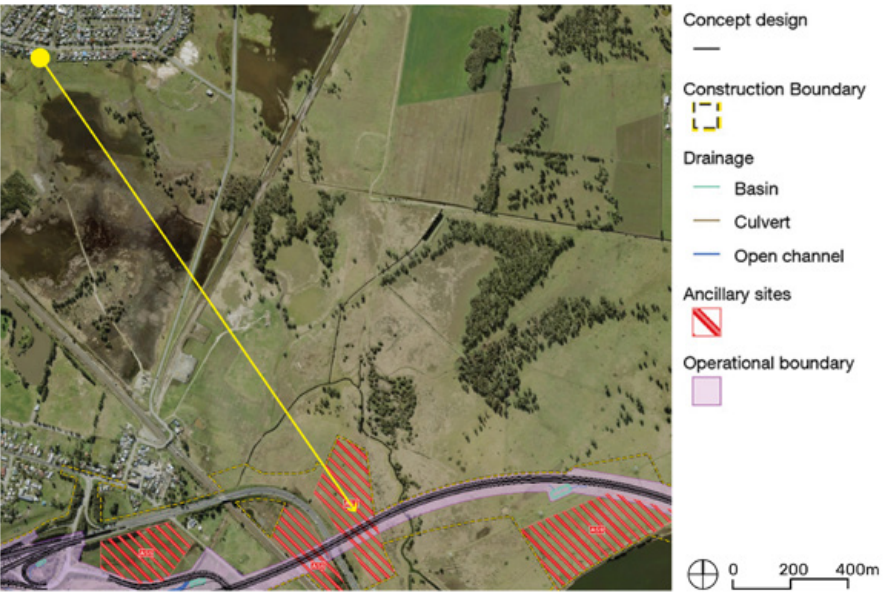 Concept design
Construction Boundary
Drainage
Basin
Culvert
Open channel
Ancillary sites
Operational boundary
0 200 400m